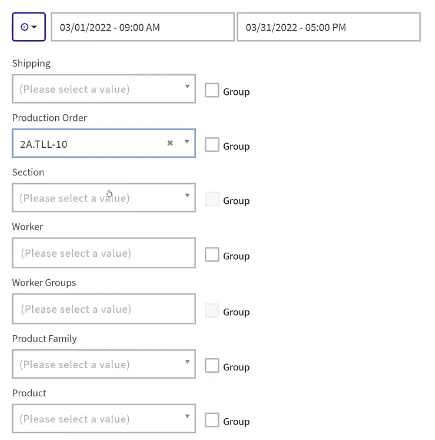 03/01/2022 - 09:00 AM 03/31/2022 - 05:00 PM
Shipping
(Please select a value) Group
Production Order
2A.TLL-10 Group
Section
(Please select a value) Group
Worker
(Please select a value) Group
Worker Groups
(Please select a value) Group
Product Family
(Please select a value) Group
Product
(Please select a value) Group